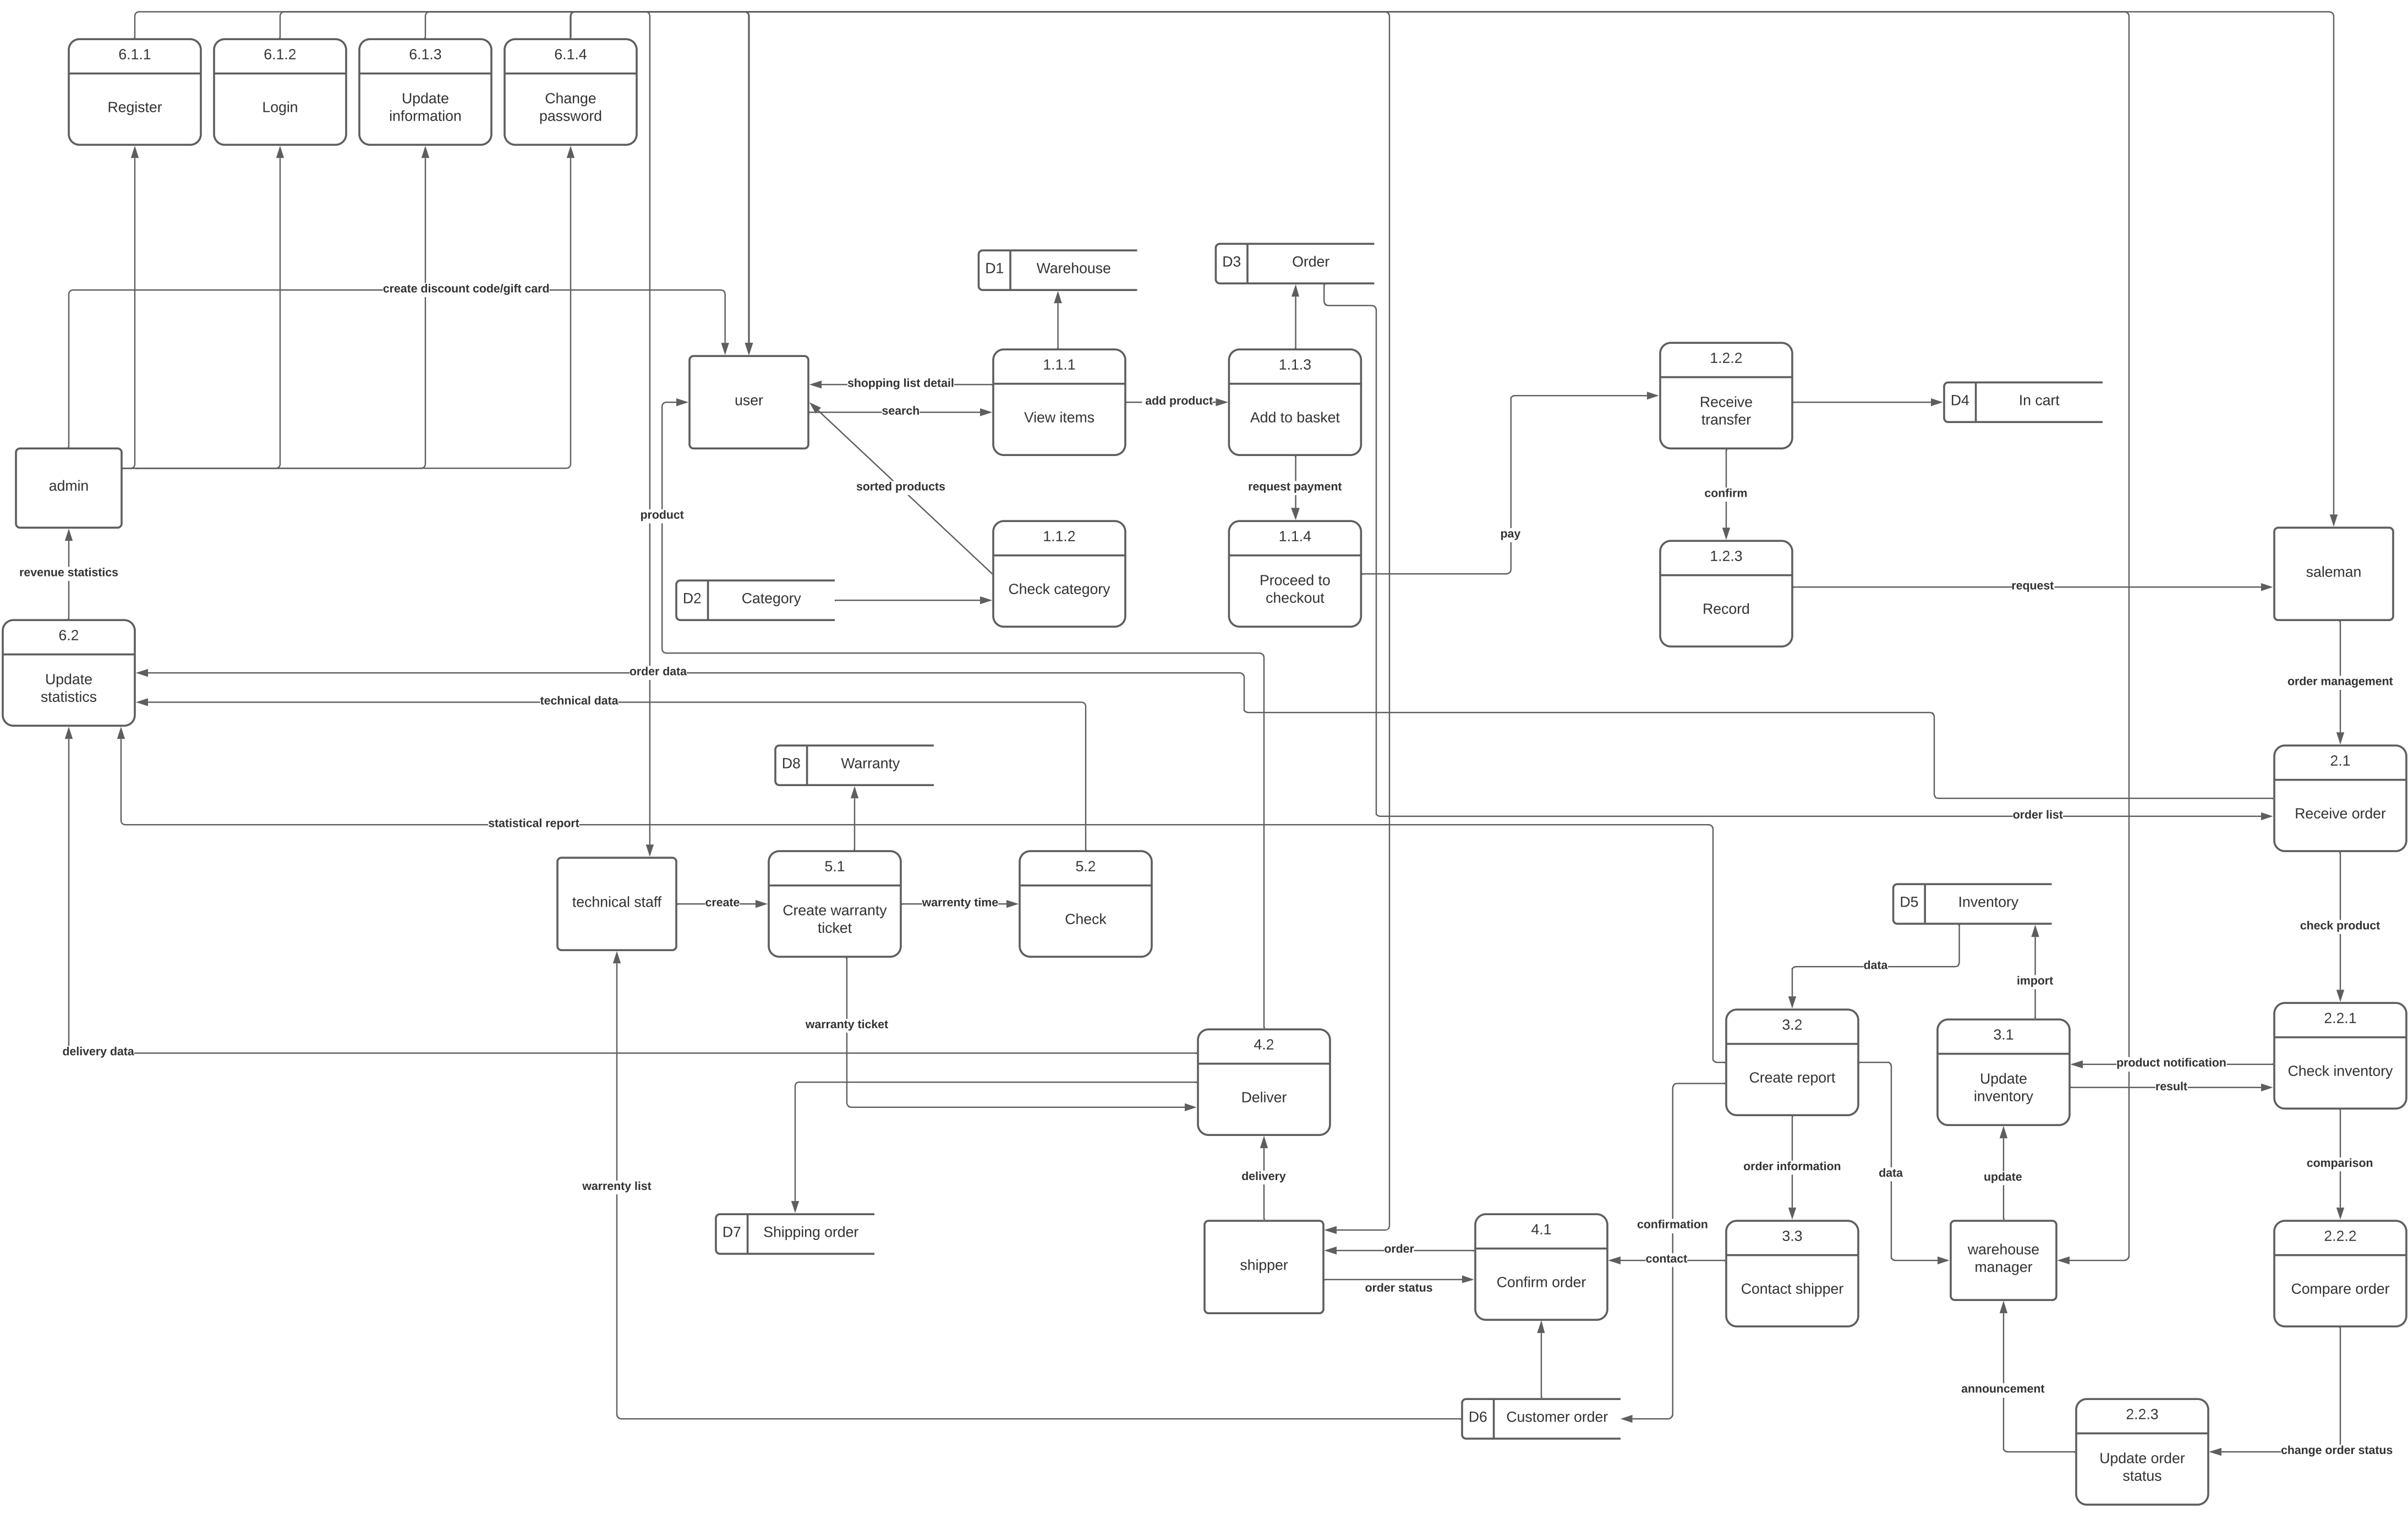 6.1.1
Register
6.1.2
Login
6.1.3
Update
information
6.1.4
Change
password
D1
Warehouse
D3
Order
create discount code/gift card
user
shopping list detail
search
1.1.1
View items
add product
1.1.3
Add to basket
1.2.2
Receive
transfer
D4
In cart
admin
sorted products
request payment
confirm
product
pay
1.1.2
Check category
1.1.4
Proceed to
checkout
1.2.3
Record
request
saleman
revenue statistics
D2
Category
6.2
Update
statistics
order data
technical data
order management
D8
Warranty
2.1
Receive order
order list
statistical report
technical staff
create
5.1
Create warranty
ticket
warrenty time
5.2
Check
D5
Inventory
check product
data
import
warranty ticket
delivery data
4.2
Deliver
3.2
Create report
3.1
Update
inventory
product notification
result
2.2.1
Check inventory
delivery
order information
data
update
comparison
warrenty list
D7
Shipping order
shipper
order
order status
4.1
Confirm order
confirmation
contact
3.3
Contact shipper
warehouse
manager
2.2.2
Compare order
announcement
D6
Customer order
2.2.3
Update order
status
change order status